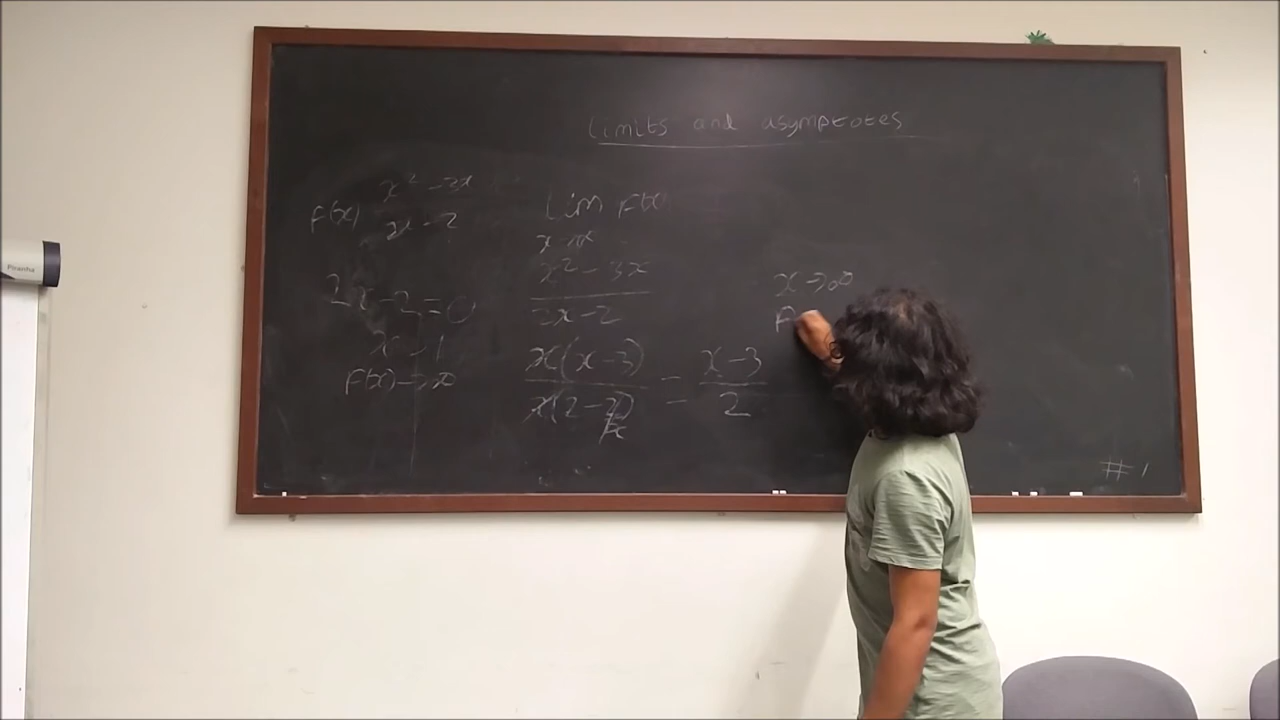 Piranha
Limits and asymptotes
F(x) x² - 3x
2x - 2
2x - 2 = 0
x = 1
F(x) → ∞
Lim F(x)
x² - 3x
2x - 2
x(x - 3) = x - 3
x(2 - 2/x) 2
x → ∞
F
# 1